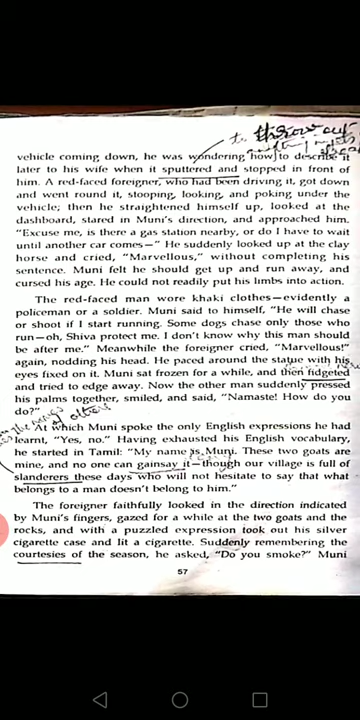 to throw out
vehicle coming down, he was wondering how to describe it
later to his wife when it sputtered and stopped in front of
him. A red-faced foreigner, who had been driving it, got down
and went round it, stooping, looking, and poking under the
vehicle; then he straightened himself up, looked at the
dashboard, stared in Muni's direction, and approached him.
"Excuse me, is there a gas station nearby, or do I have to wait
until another car comes—" He suddenly looked up at the clay
horse and cried, "Marvellous," without completing his
sentence. Muni felt he should get up and run away, and
cursed his age. He could not readily put his limbs into action.
The red-faced man wore khaki clothes—evidently a
policeman or a soldier. Muni said to himself, "He will chase
or shoot if I start running. Some dogs chase only those who
run—oh, Shiva protect me. I don't know why this man should
be after me." Meanwhile the foreigner cried, "Marvellous!"
again, nodding his head. He paced around the statue with his
eyes fixed on it. Muni sat frozen for a while, and then fidgeted
and tried to edge away. Now the other man suddenly pressed
his palms together, smiled, and said, "Namaste! How do you
do?"
of others
At which Muni spoke the only English expressions he had
learnt, "Yes, no." Having exhausted his English vocabulary,
he started in Tamil: "My name is Muni. These two goats are
mine, and no one can gainsay it—though our village is full of
slanderers these days who will not hesitate to say that what
belongs to a man doesn't belong to him."
The foreigner faithfully looked in the direction indicated
by Muni's fingers, gazed for a while at the two goats and the
rocks, and with a puzzled expression took out his silver
cigarette case and lit a cigarette. Suddenly remembering the
courtesies of the season, he asked, "Do you smoke?" Muni
57